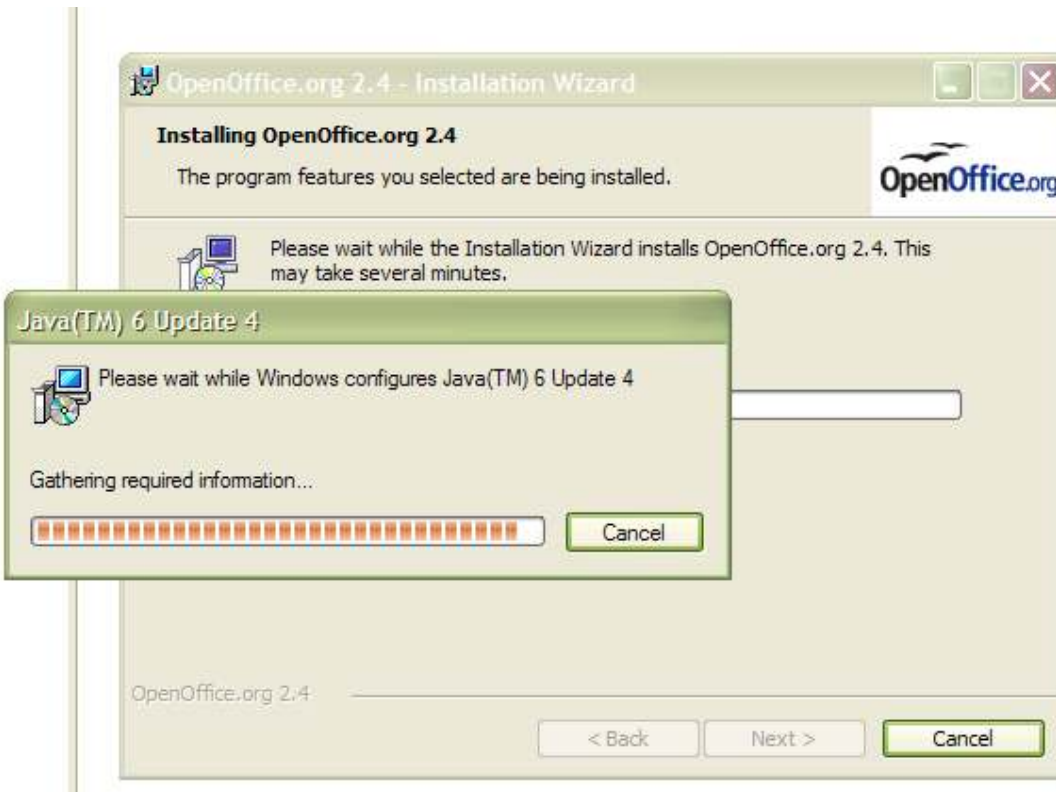 OpenOffice.org 2.4 - Installation Wizard
Installing OpenOffice.org 2.4
The program features you selected are being installed.
OpenOffice.org
Please wait while the Installation Wizard installs OpenOffice.org 2.4. This
may take several minutes.
Java(TM) 6 Update 4
Please wait while Windows configures Java(TM) 6 Update 4
Gathering required information...
Cancel
OpenOffice.org 2.4
< Back
Next >
Cancel